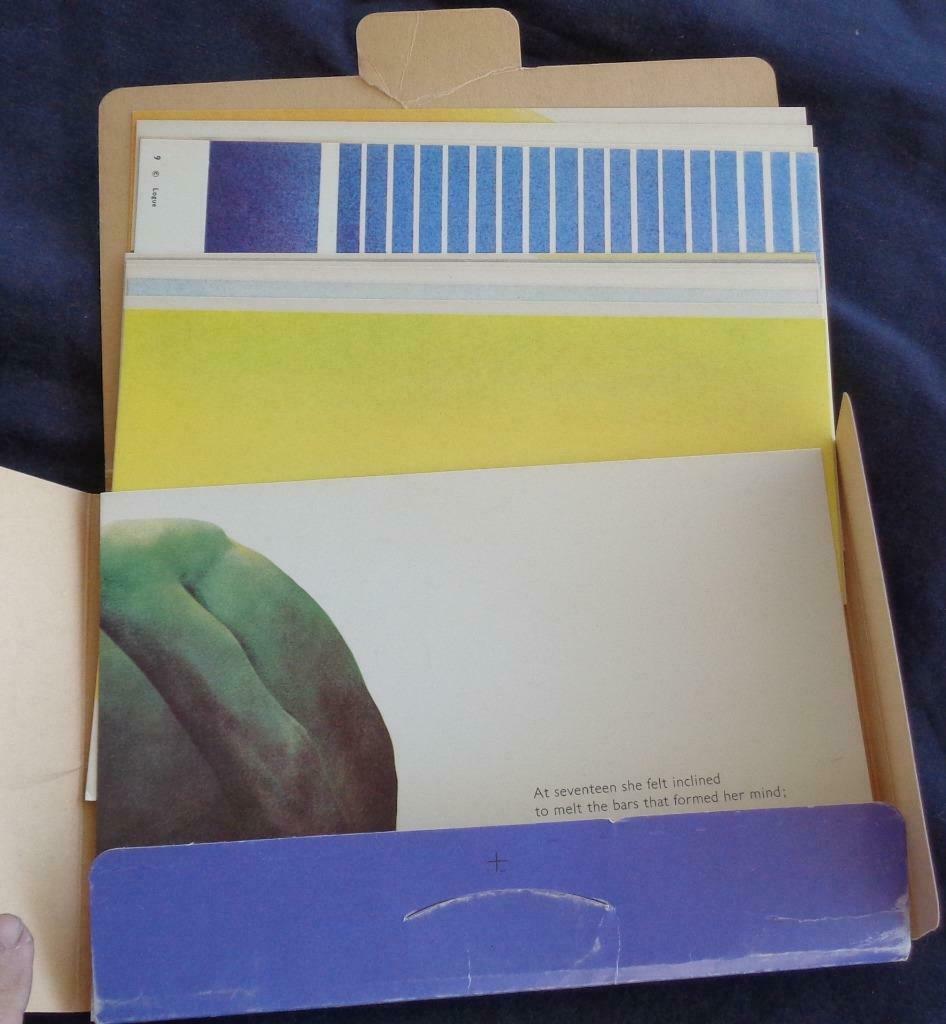 9 © Logue
At seventeen she felt inclined
to melt the bars that formed her mind;